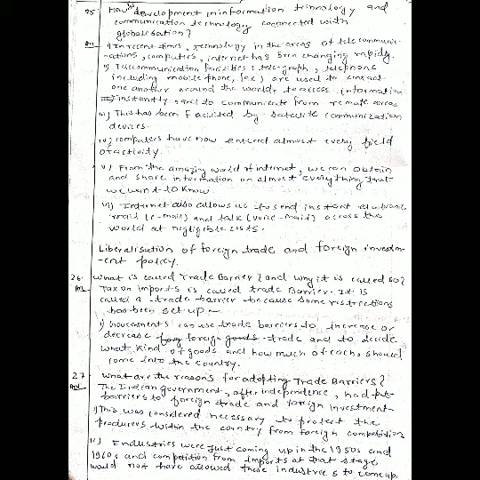 25 How development in information technology and
communication technology connected with
globalisation?
Ans i) In recent times, technology in the areas of telecommunic-
ations, computers, internet has been changing rapidly.
ii) Telecommunication facilities (telegraph, telephone
including mobile phone, fax) are used to contact
one another around the world, to access information
instantly, and to communicate from remote areas
iii) This has been facilited by satelite communication
devices.
iv) computers have now entered almost every field
of activity.
v) From the amazing world of internet, we can obtain
and share information on almost everything that
we want to know
vi) Internet also allows us to send instant
mail (e-mail) and talk (voice-mail) across the
world at negligible costs.
Liberalisation of foreign trade and foreign investm-
ent policy.
26. What is called Trade Barrier? and why it is called so?
Ans Tax on imports is called trade Barrier. It is
called a trade barrier because some restrictions
has been set up.
i) Governments can use trade barriers to increase or
decrease foreign trade and to decide
what kind of goods and how much of each, should
come into the country.
27 What are the reasons for adopting Trade Barriers?
Ans The Indian government, after independence, had put
barriers to foreign trade and foreign investment
i) This was considered necessary to protect the
producers within the country from foreign competition
ii) Industries were just coming up in the 1950s and
1960s and competition from imports at that stage
would not have allowed these industries to come up.